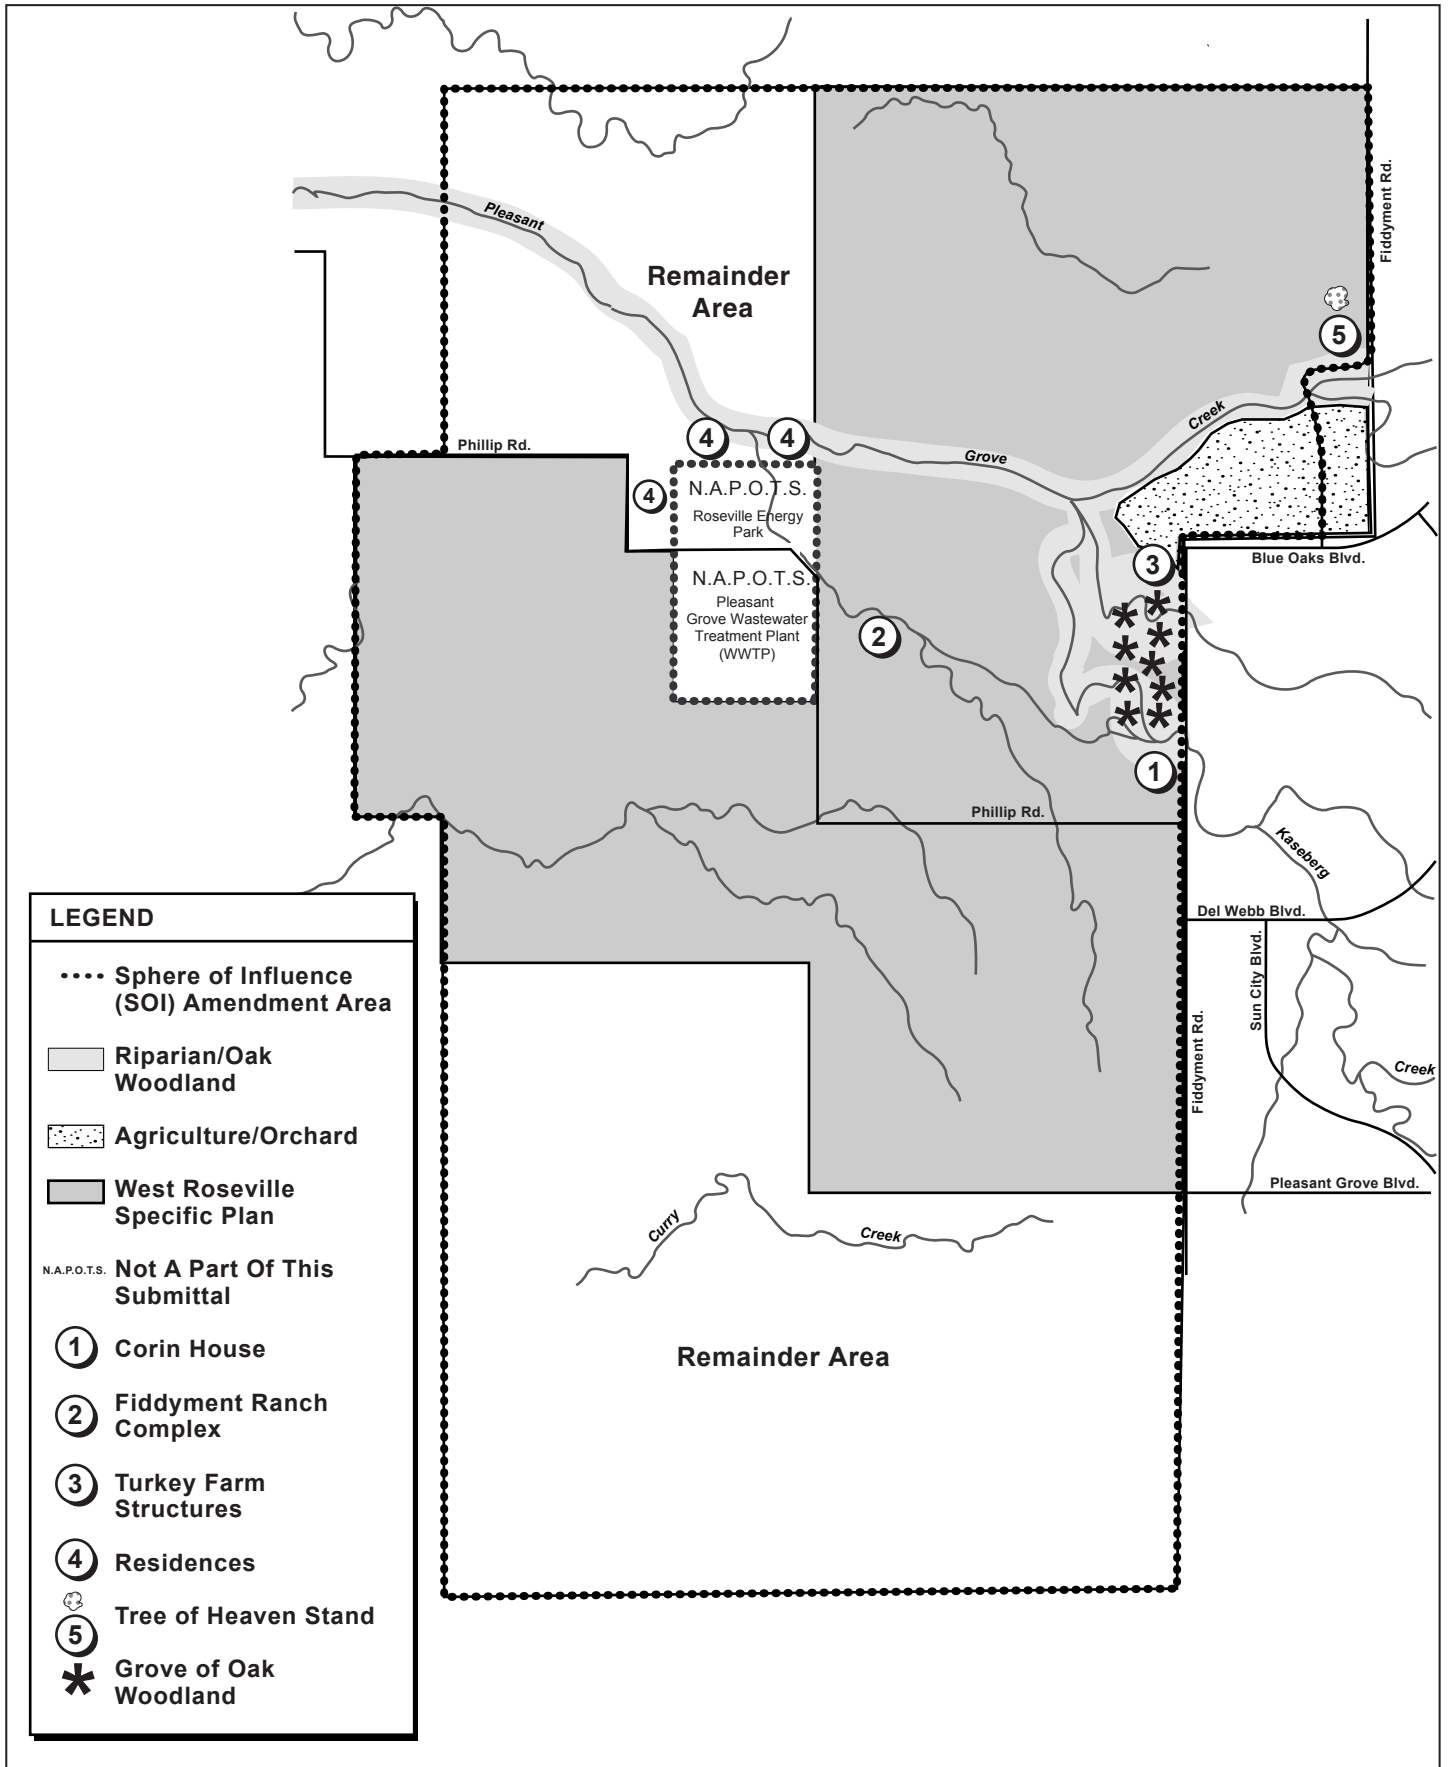 Pleasant
Remainder
Area
Fiddyment Rd.
5
Creek
Phillip Rd.
4
4
Grove
4
N.A.P.O.T.S.
Roseville Energy
Park
Blue Oaks Blvd.
3
N.A.P.O.T.S.
Pleasant
Grove Wastewater
Treatment Plant
(WWTP)
2
1
Phillip Rd.
Kaseberg
Del Webb Blvd.
Sun City Blvd.
Fiddyment Rd.
Creek
Pleasant Grove Blvd.
Curry
Creek
Remainder Area
LEGEND
Sphere of Influence
(SOI) Amendment Area
Riparian/Oak
Woodland
Agriculture/Orchard
West Roseville
Specific Plan
N.A.P.O.T.S. Not A Part Of This
Submittal
1 Corin House
2 Fiddyment Ranch
Complex
3 Turkey Farm
Structures
4 Residences
5 Tree of Heaven Stand
Grove of Oak
Woodland